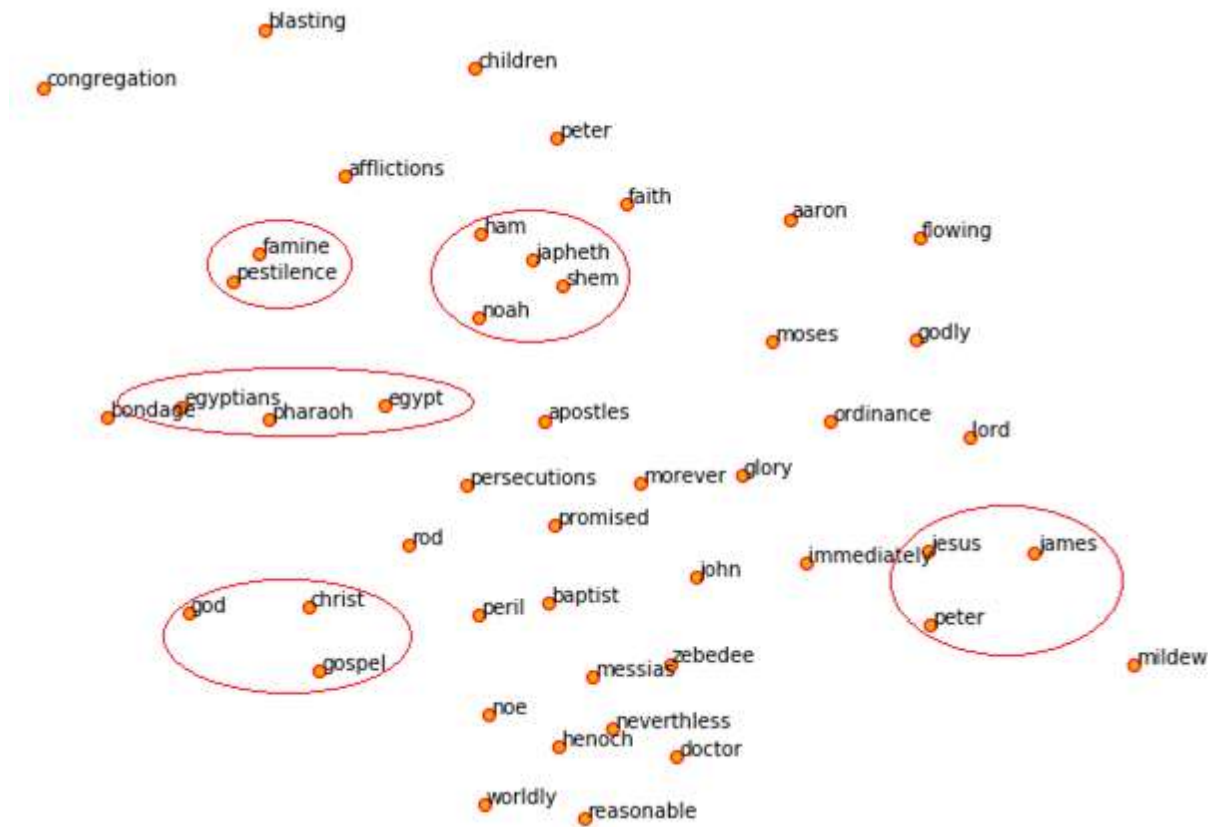 blasting
children
congregation
peter
afflictions
faith
aaron
ham
flowing
famine
japheth
pestilence
shem
noah
moses
godly
egyptians
egypt
bondage
pharaoh
apostles
ordinance
lord
persecutions
morever
glory
promised
rod
immediately
jesus
james
john
god
christ
peril
baptist
peter
gospel
messias
zebedee
mildew
noe
neverthless
henoch
doctor
worldly
reasonable